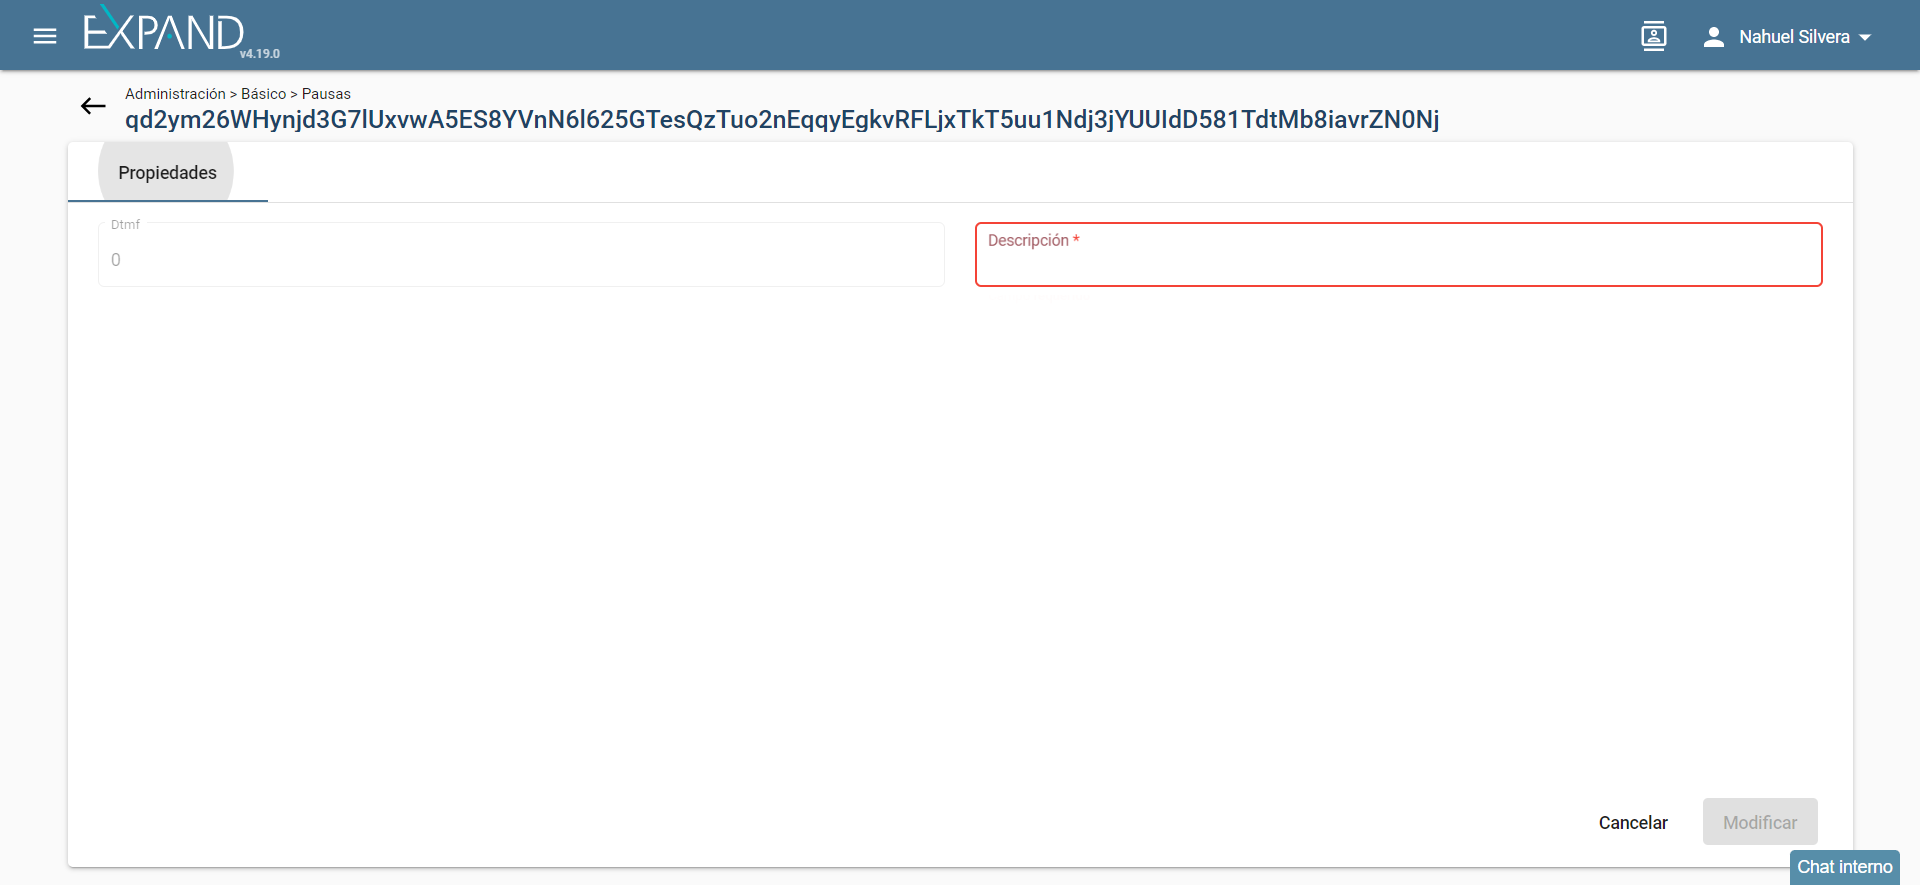 EXPAND
v4.19.0
Nahuel Silvera
Administración > Básico > Pausas
qd2ym26WHynjd3G7lUxvwA5ES8YVnN6l625GTesQzTuo2nEqqyEgkvRFLjxTkT5uu1Ndj3jYUUIdD581TdtMb8iavrZN0Nj
Propiedades
Dtmf
0
Descripción *
Cancelar
Modificar
Chat interno